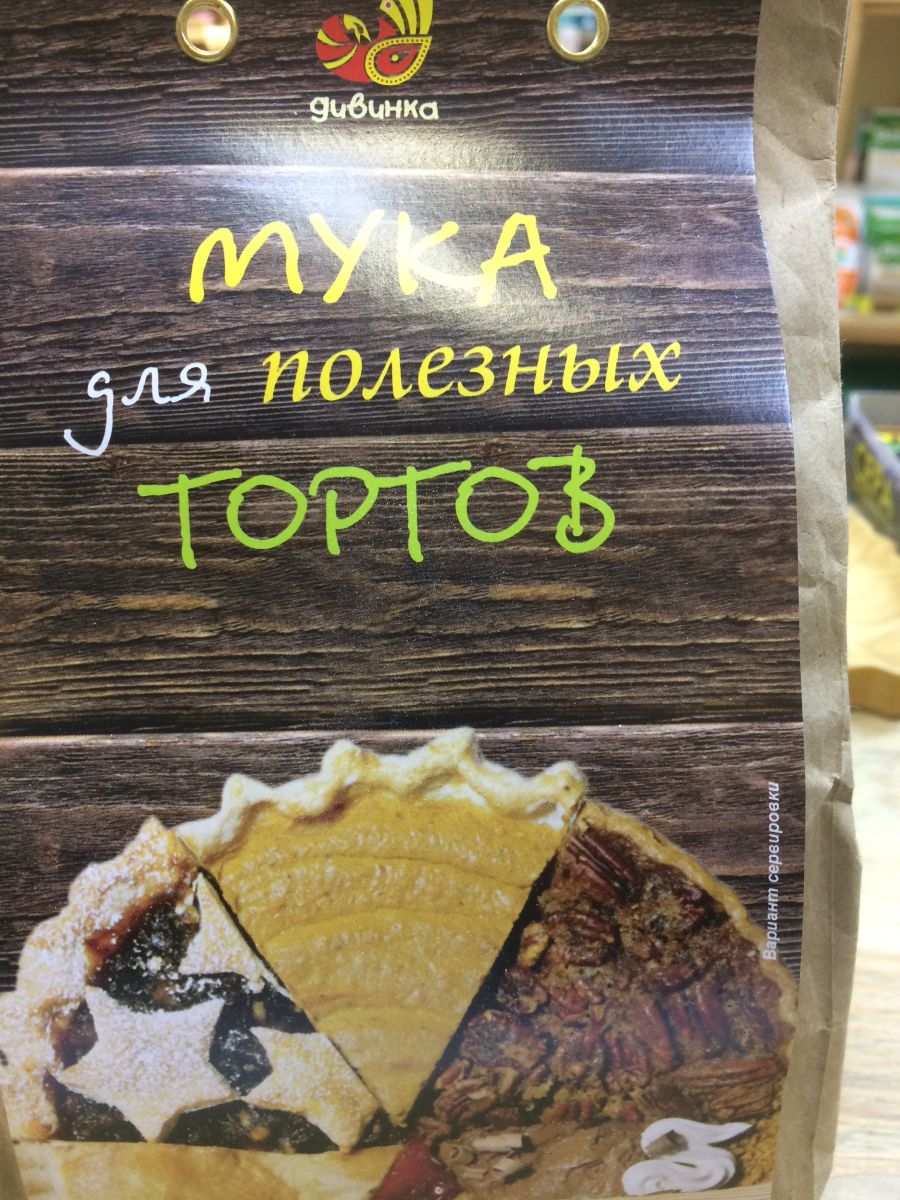 дивинка
МУКА
для полезных
ТОРТОВ
Вариант сервировки